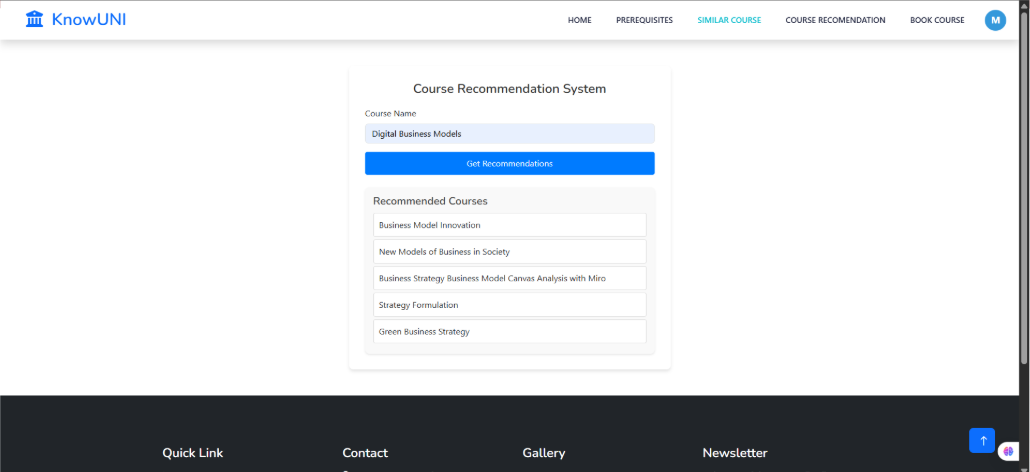 KnowUNI
HOME
PREREQUISITES
SIMILAR COURSE
COURSE RECOMENDATION
BOOK COURSE
M
Course Recommendation System
Course Name
Digital Business Models
Get Recommendations
Recommended Courses
Business Model Innovation
New Models of Business in Society
Business Strategy Business Model Canvas Analysis with Miro
Strategy Formulation
Green Business Strategy
Quick Link
Contact
Gallery
Newsletter